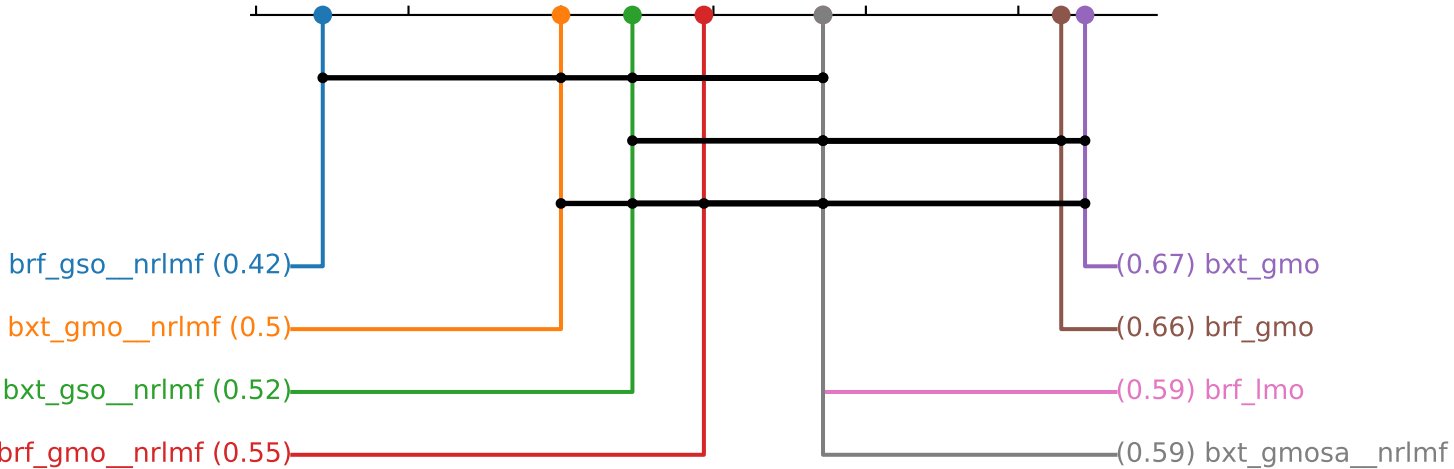 brf_gso__nrlmf (0.42)
(0.67) bxt_gmo
bxt_gmo__nrlmf (0.5)
(0.66) brf_gmo
bxt_gso__nrlmf (0.52)
(0.59) brf_lmo
brf_gmo__nrlmf (0.55)
(0.59) bxt_gmosa__nrlmf